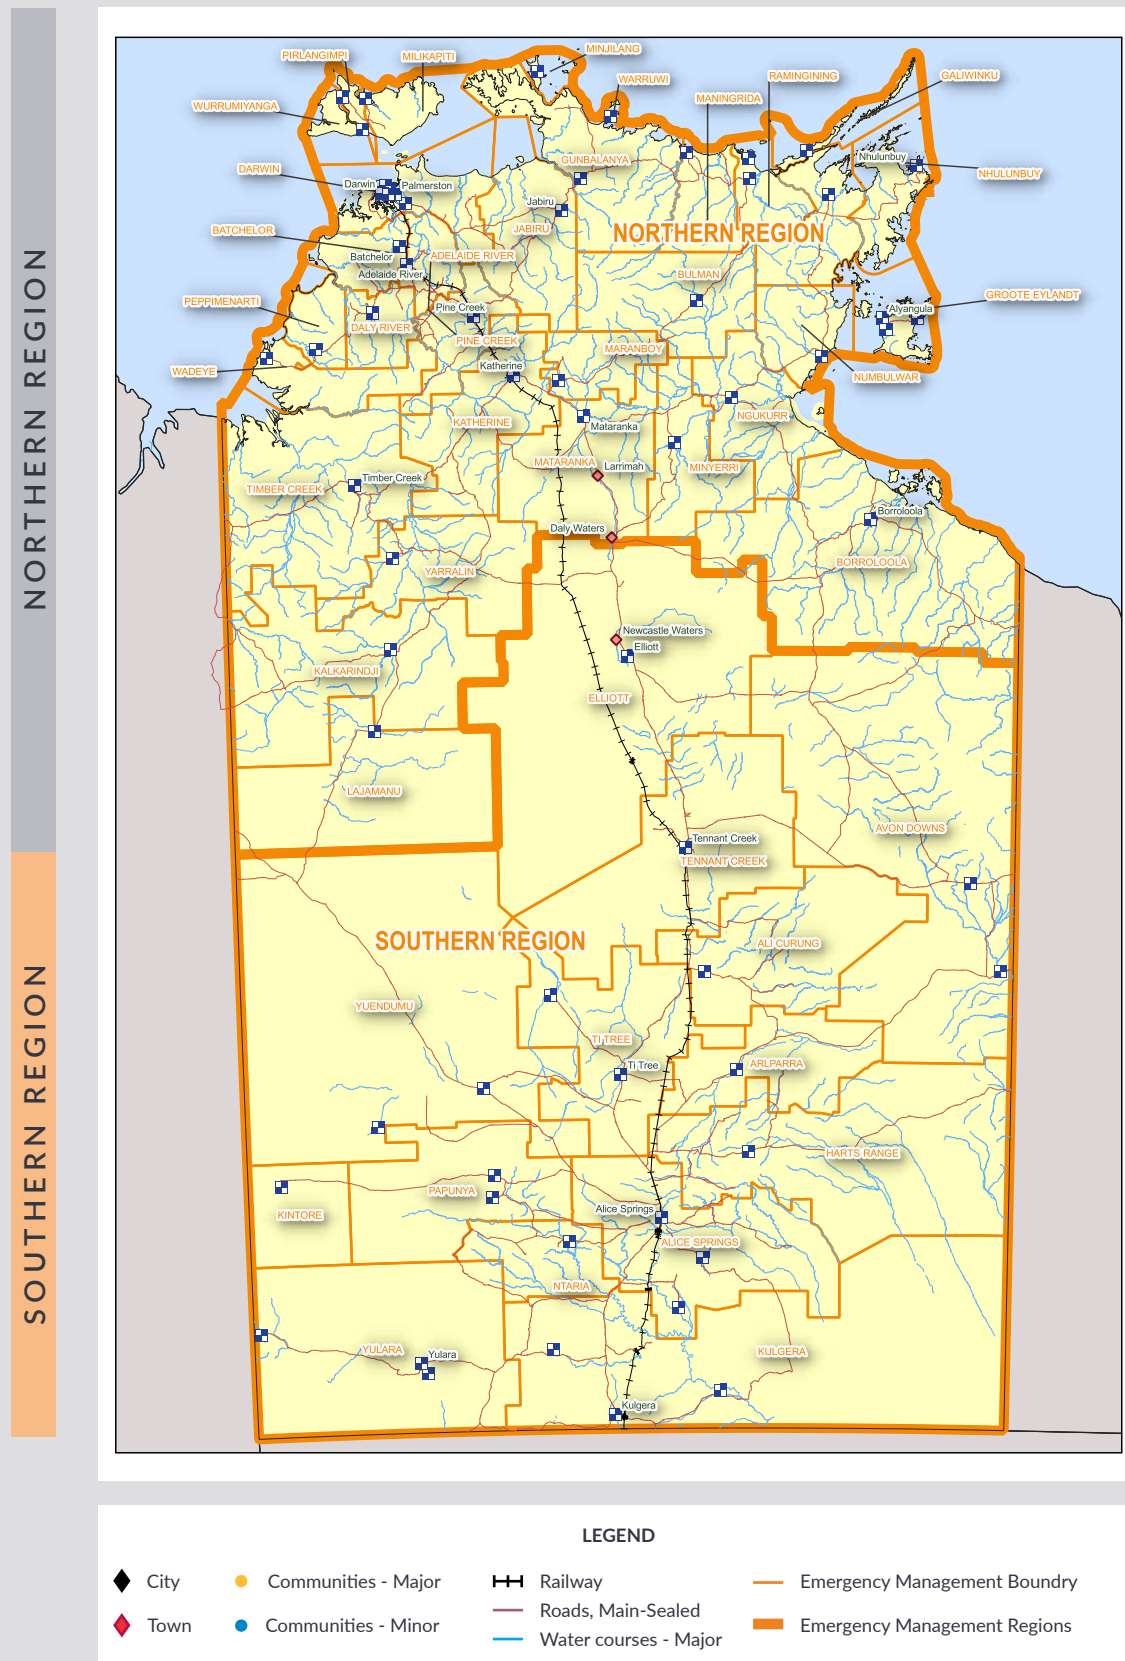 NORTHERN REGION
SOUTHERN REGION
PIRLANGIMPI
MILIKAPITI
MINJILANG
WARRUWI
RAMINGINING
GALIWINKU
WURRUMIYANGA
MANINGRIDA
DARWIN
GUNBALANYA
Nhulunbuy
NHULUNBUY
Darwin
Palmerston
Jabiru
BATCHELOR
JABIRU
NORTHERN REGION
Batchelor
ADELAIDE RIVER
Adelaide River
BULMAN
PEPPIMENARTI
Pine Creek
Alyangula
GROOTE EYLANDT
DALY RIVER
PINE CREEK
MARANBOY
WADEYE
Katherine
NUMBULWAR
KATHERINE
Mataranka
NGUKURR
MATARANKA
Larrimah
MINYERRI
TIMBER CREEK
Timber Creek
Borroloola
Daly Waters
YARRALIN
BORROLOOLA
Newcastle Waters
Elliott
KALKARINDJI
ELLIOTT
LAJAMANU
AVON DOWNS
Tennant Creek
TENNANT CREEK
SOUTHERN REGION
ALI CURUNG
YUENDUMU
TI TREE
Ti Tree
ARLPARRA
HARTS RANGE
PAPUNYA
KINTORE
Alice Springs
ALICE SPRINGS
NTARIA
YULARA
Yulara
KULGERA
Kulgera
LEGEND
City
Communities - Major
Railway
Emergency Management Boundry
Roads, Main-Sealed
Town
Communities - Minor
Emergency Management Regions
Water courses - Major